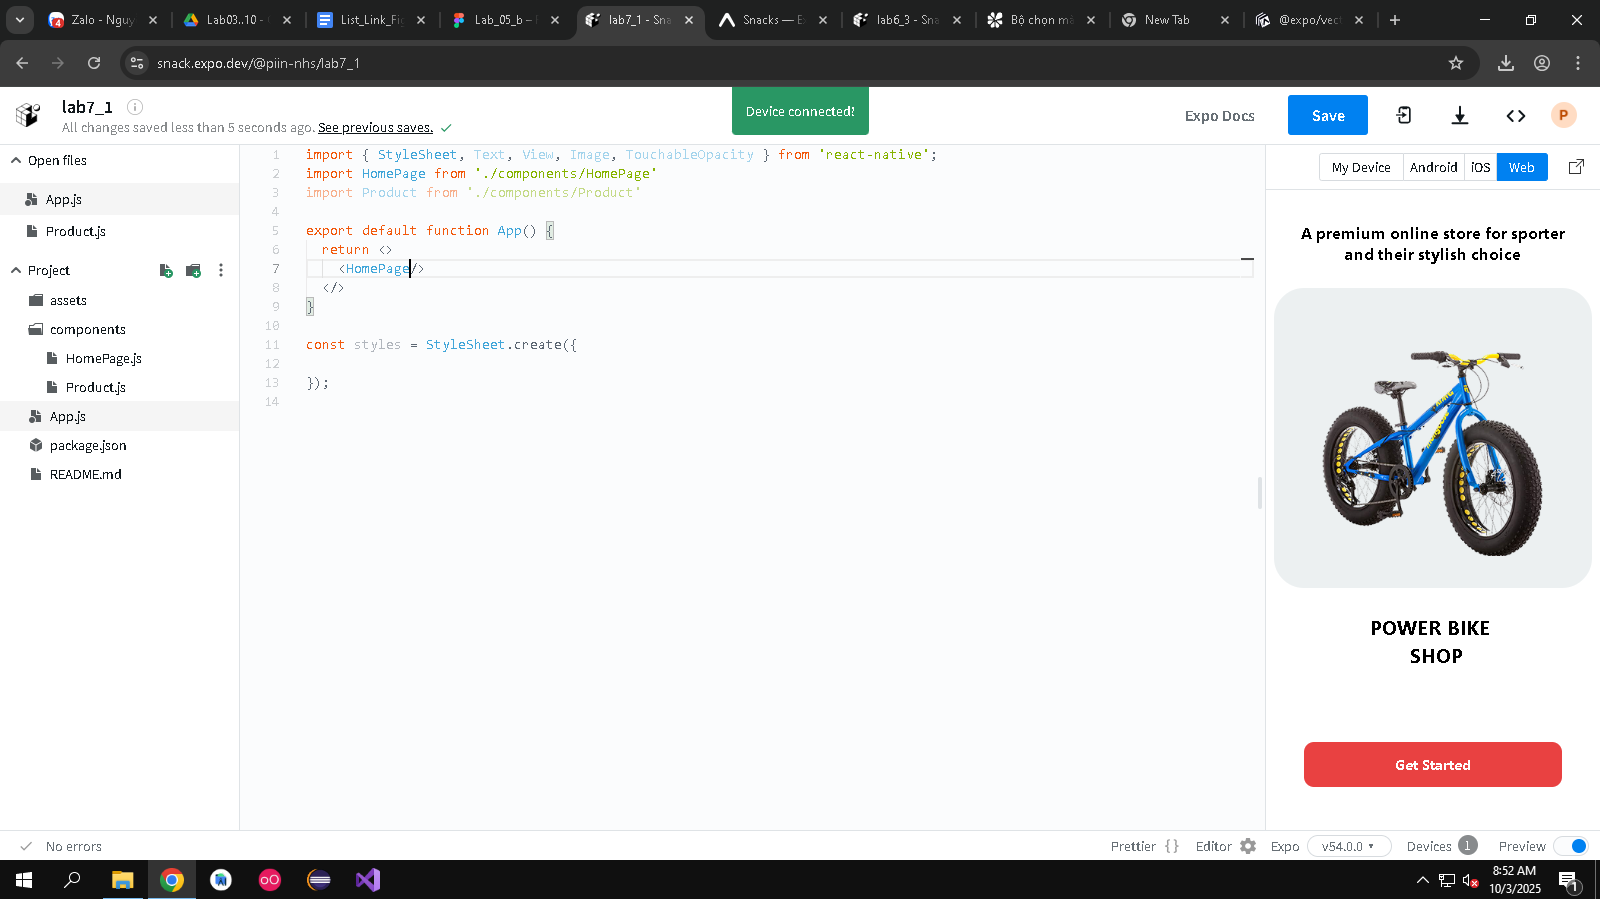 Zalo - Nguy
Lab03..10 -
List_Link_Fi
Lab_05_b –
lab7_1 - Sna
Snacks — E
lab6_3 - Sna
Bộ chọn mà
New Tab
@expo/vect
snack.expo.dev/@piin-nhs/lab7_1
lab7_1
All changes saved less than 5 seconds ago. See previous saves.
Device connected!
Expo Docs
Save
P
Open files
App.js
Product.js
Project
assets
components
HomePage.js
Product.js
App.js
package.json
README.md
1 import { StyleSheet, Text, View, Image, TouchableOpacity } from 'react-native';
2 import HomePage from './components/HomePage'
3 import Product from './components/Product'
4
5 export default function App() {
6 return <>
7 <HomePage/>
8 </>
9 }
10
11 const styles = StyleSheet.create({
12
13 });
14
My Device Android iOS Web
A premium online store for sporter
and their stylish choice
POWER BIKE
SHOP
Get Started
No errors
Prettier {} Editor Expo v54.0.0 Devices 1 Preview
8:52 AM
10/3/2025
1